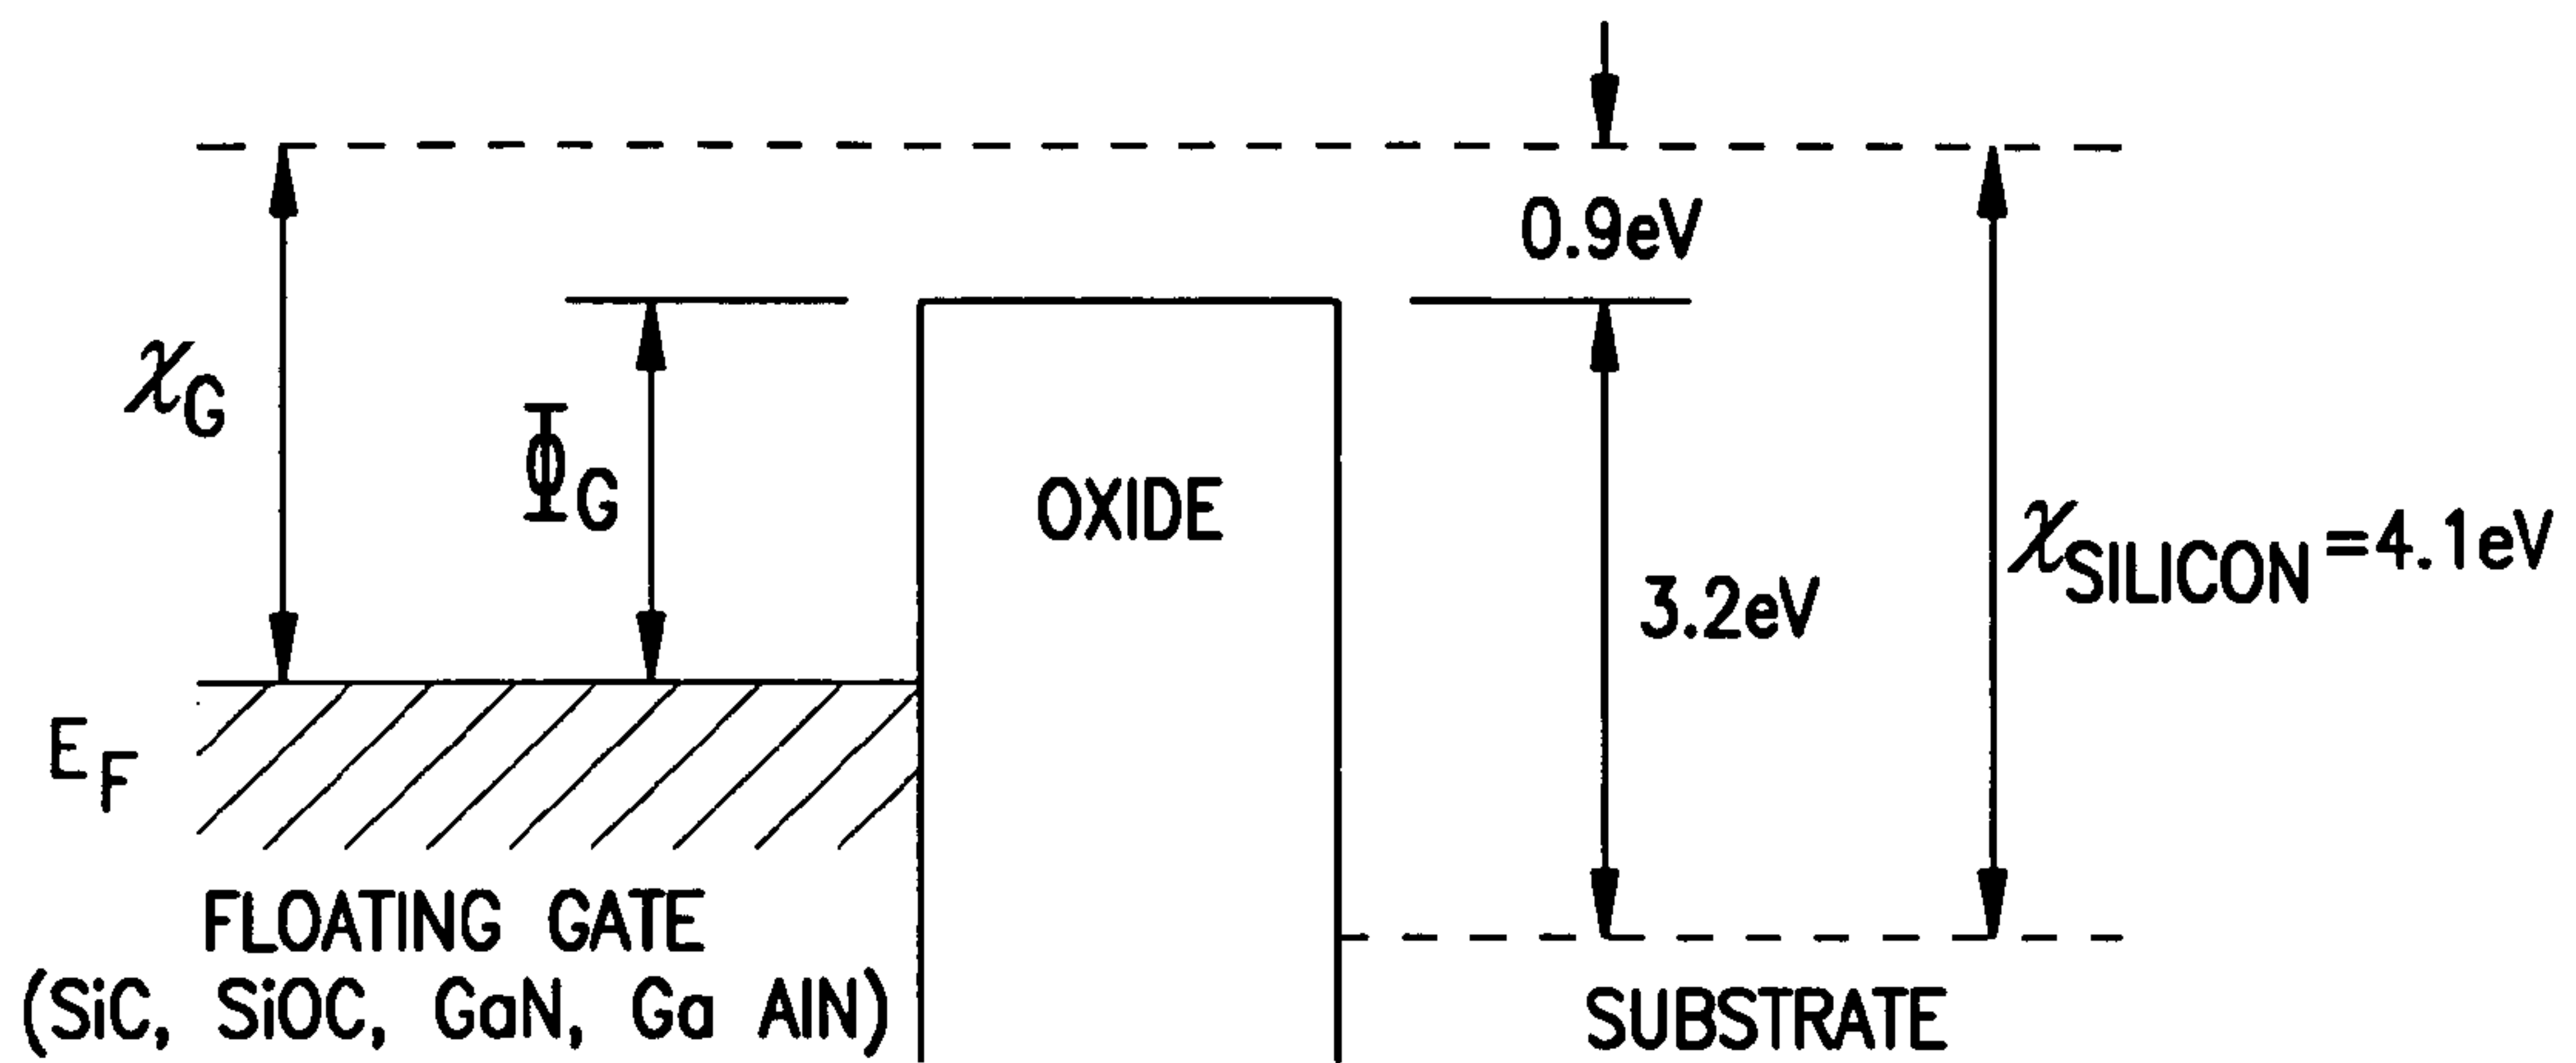 0.9eV
χG
ΦG
OXIDE
3.2eV
χSILICON=4.1eV
EF
FLOATING GATE
(SiC, SiOC, GaN, Ga AlN)
SUBSTRATE